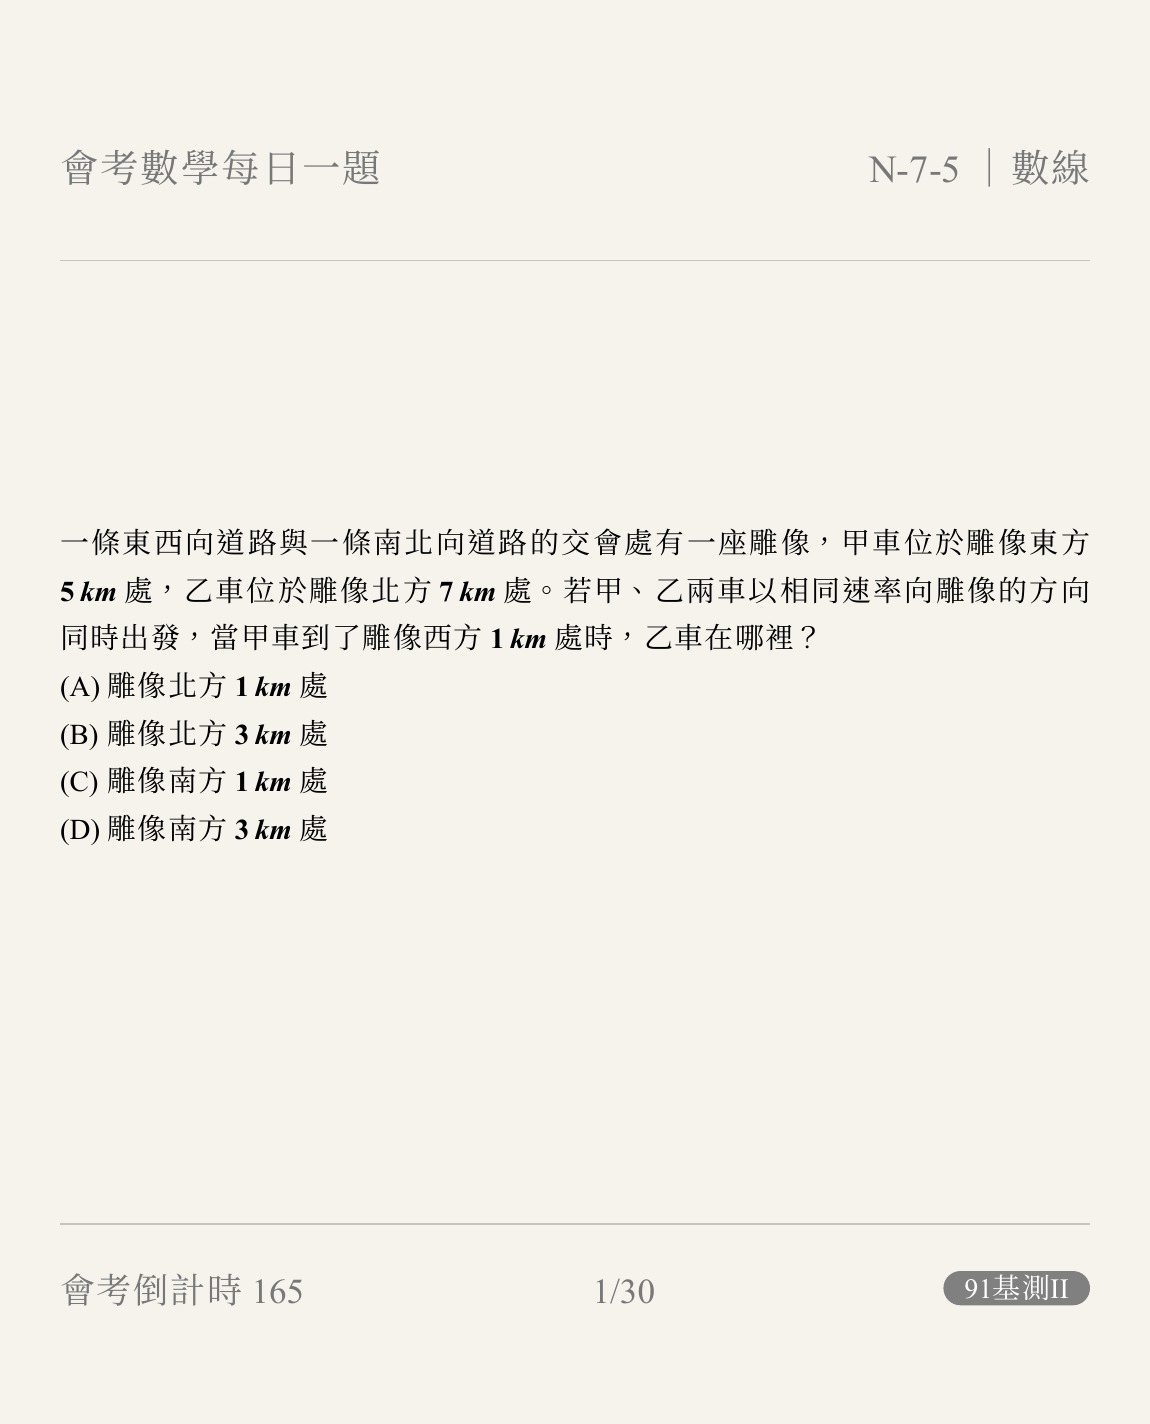 會考數學每日一題
N-7-5 | 數線
一條東西向道路與一條南北向道路的交會處有一座雕像，甲車位於雕像東方
5 km 處，乙車位於雕像北方 7 km 處。若甲、乙兩車以相同速率向雕像的方向
同時出發，當甲車到了雕像西方 1 km 處時，乙車在哪裡？
(A) 雕像北方 1 km 處
(B) 雕像北方 3 km 處
(C) 雕像南方 1 km 處
(D) 雕像南方 3 km 處
會考倒計時 165
1/30
91基測II